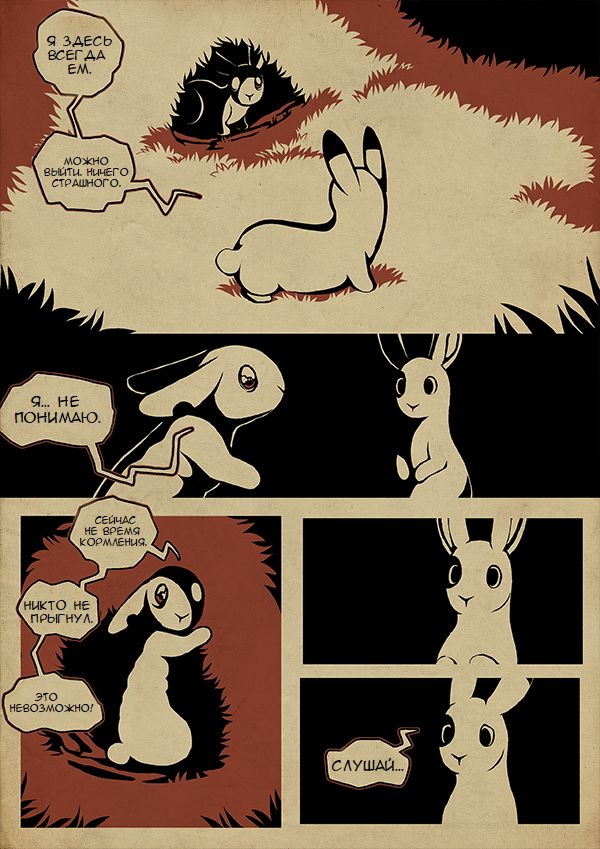 Я ЗДЕСЬ
ВСЕГДА
ЕМ.
МОЖНО
ВЫЙТИ. НИЧЕГО
СТРАШНОГО.
Я... НЕ
ПОНИМАЮ.
СЕЙЧАС
НЕ ВРЕМЯ
КОРМЛЕНИЯ.
НИКТО НЕ
ПРЫГНУЛ.
ЭТО
НЕВОЗМОЖНО!
СЛУШАЙ...